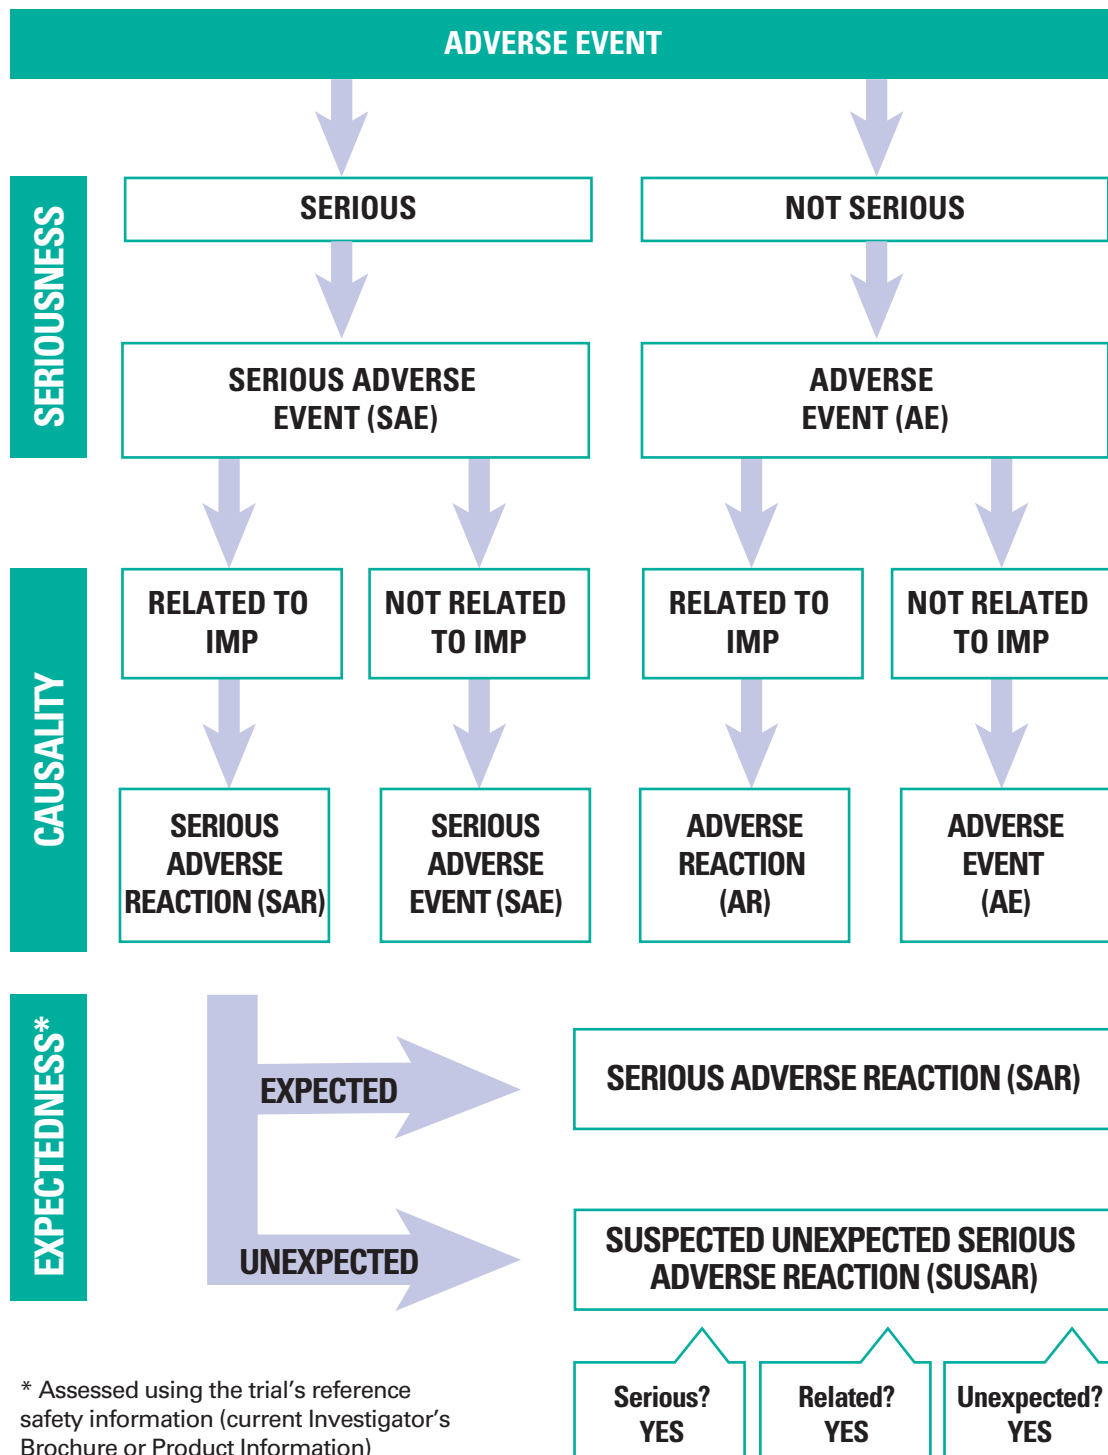 ADVERSE EVENT
SERIOUSNESS
SERIOUS
NOT SERIOUS
SERIOUS ADVERSE
EVENT (SAE)
ADVERSE
EVENT (AE)
CAUSALITY
RELATED TO
IMP
NOT RELATED
TO IMP
RELATED TO
IMP
NOT RELATED
TO IMP
SERIOUS
ADVERSE
REACTION (SAR)
SERIOUS
ADVERSE
EVENT (SAE)
ADVERSE
REACTION
(AR)
ADVERSE
EVENT
(AE)
EXPECTEDNESS*
EXPECTED
SERIOUS ADVERSE REACTION (SAR)
UNEXPECTED
SUSPECTED UNEXPECTED SERIOUS
ADVERSE REACTION (SUSAR)
* Assessed using the trial's reference
safety information (current Investigator's
Brochure or Product Information)
Serious?
YES
Related?
YES
Unexpected?
YES